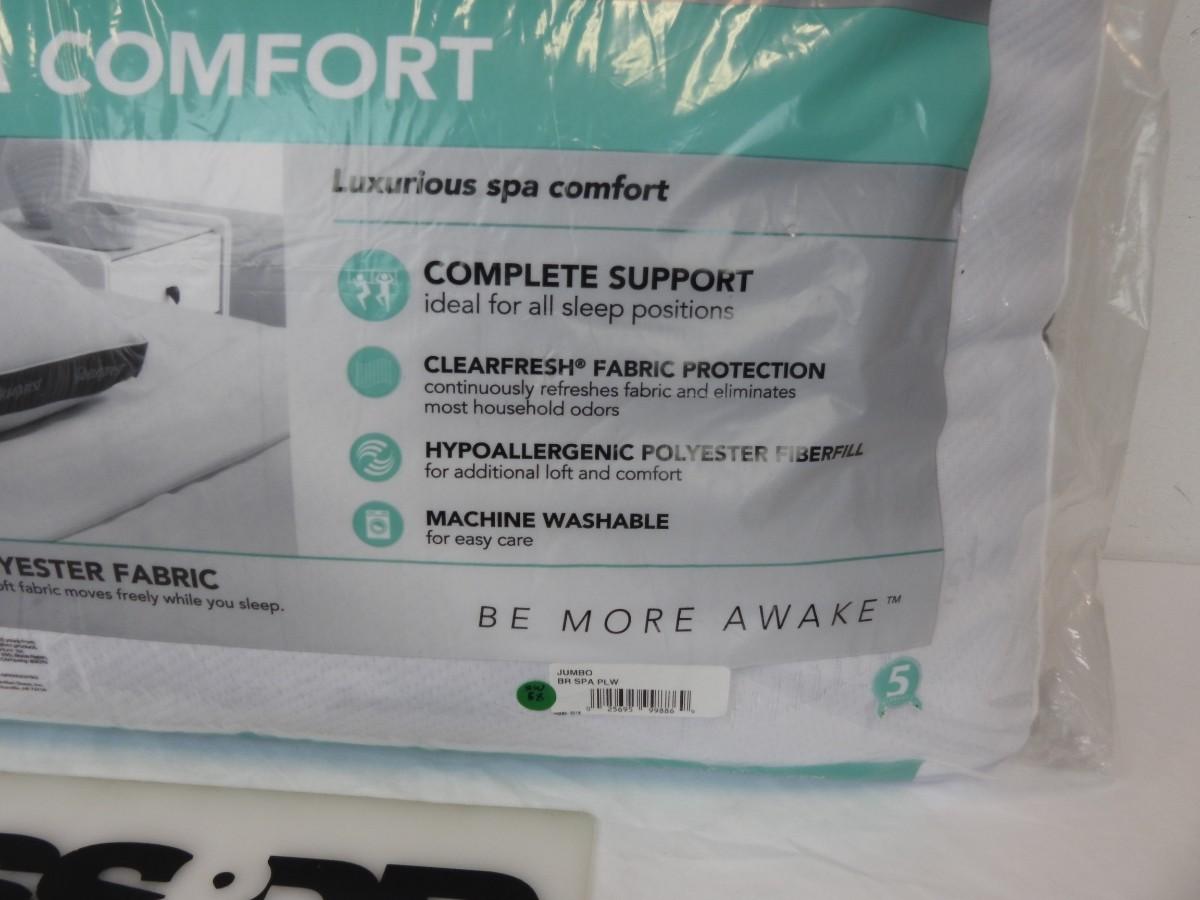 A COMFORT
Luxurious spa comfort
COMPLETE SUPPORT
ideal for all sleep positions
CLEARFRESH® FABRIC PROTECTION
continuously refreshes fabric and eliminates
most household odors
HYPOALLERGENIC POLYESTER FIBERFILL
for additional loft and comfort
MACHINE WASHABLE
for easy care
YESTER FABRIC
oft fabric moves freely while you sleep.
BE MORE AWAKE™
JUMBO
BR SPA PLW
25695 99886
5